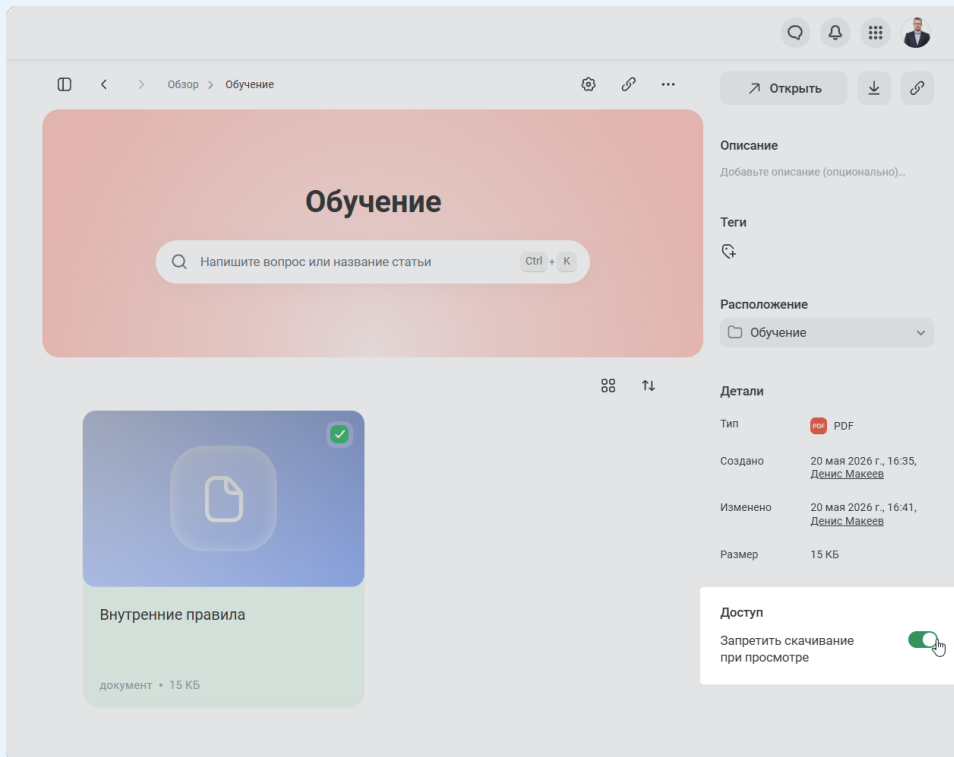 Обзор > Обучение
Обучение
Напишите вопрос или название статьи
Ctrl + K
Внутренние правила
документ • 15 КБ
Открыть
Описание
Добавьте описание (опционально)...
Теги
Расположение
Обучение
Детали
Тип
PDF PDF
Создано
20 мая 2026 г., 16:35,
Денис Макеев
Изменено
20 мая 2026 г., 16:41,
Денис Макеев
Размер
15 КБ
Доступ
Запретить скачивание
при просмотре